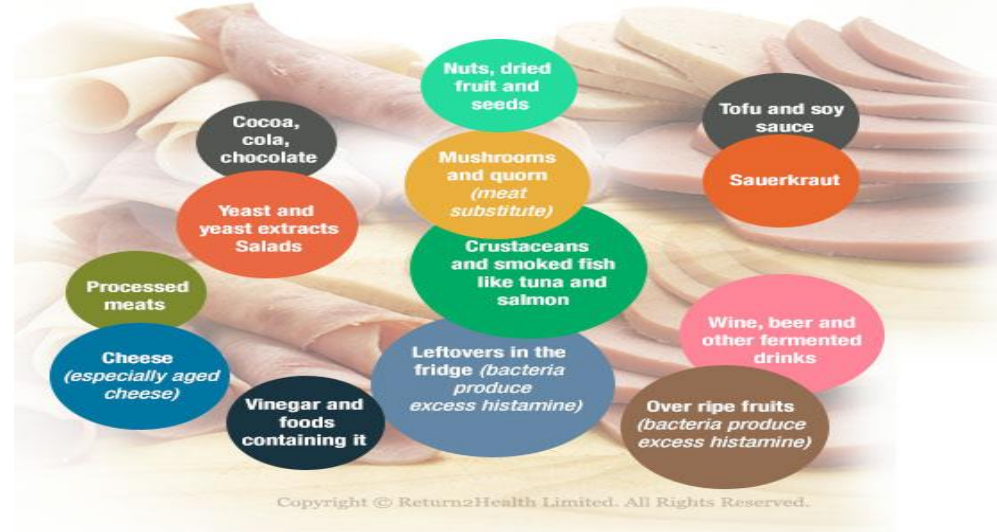 Nuts, dried
fruit and
seeds
Cocoa,
cola,
chocolate
Tofu and soy
sauce
Mushrooms
and quorn
(meat
substitute)
Sauerkraut
Yeast and
yeast extracts
Salads
Crustaceans
and smoked fish
like tuna and
salmon
Processed
meats
Wine, beer and
other fermented
drinks
Cheese
(especially aged
cheese)
Leftovers in the
fridge (bacteria
produce
excess histamine)
Vinegar and
foods
containing it
Over ripe fruits
(bacteria produce
excess histamine)
Copyright © Return2Health Limited. All Rights Reserved.